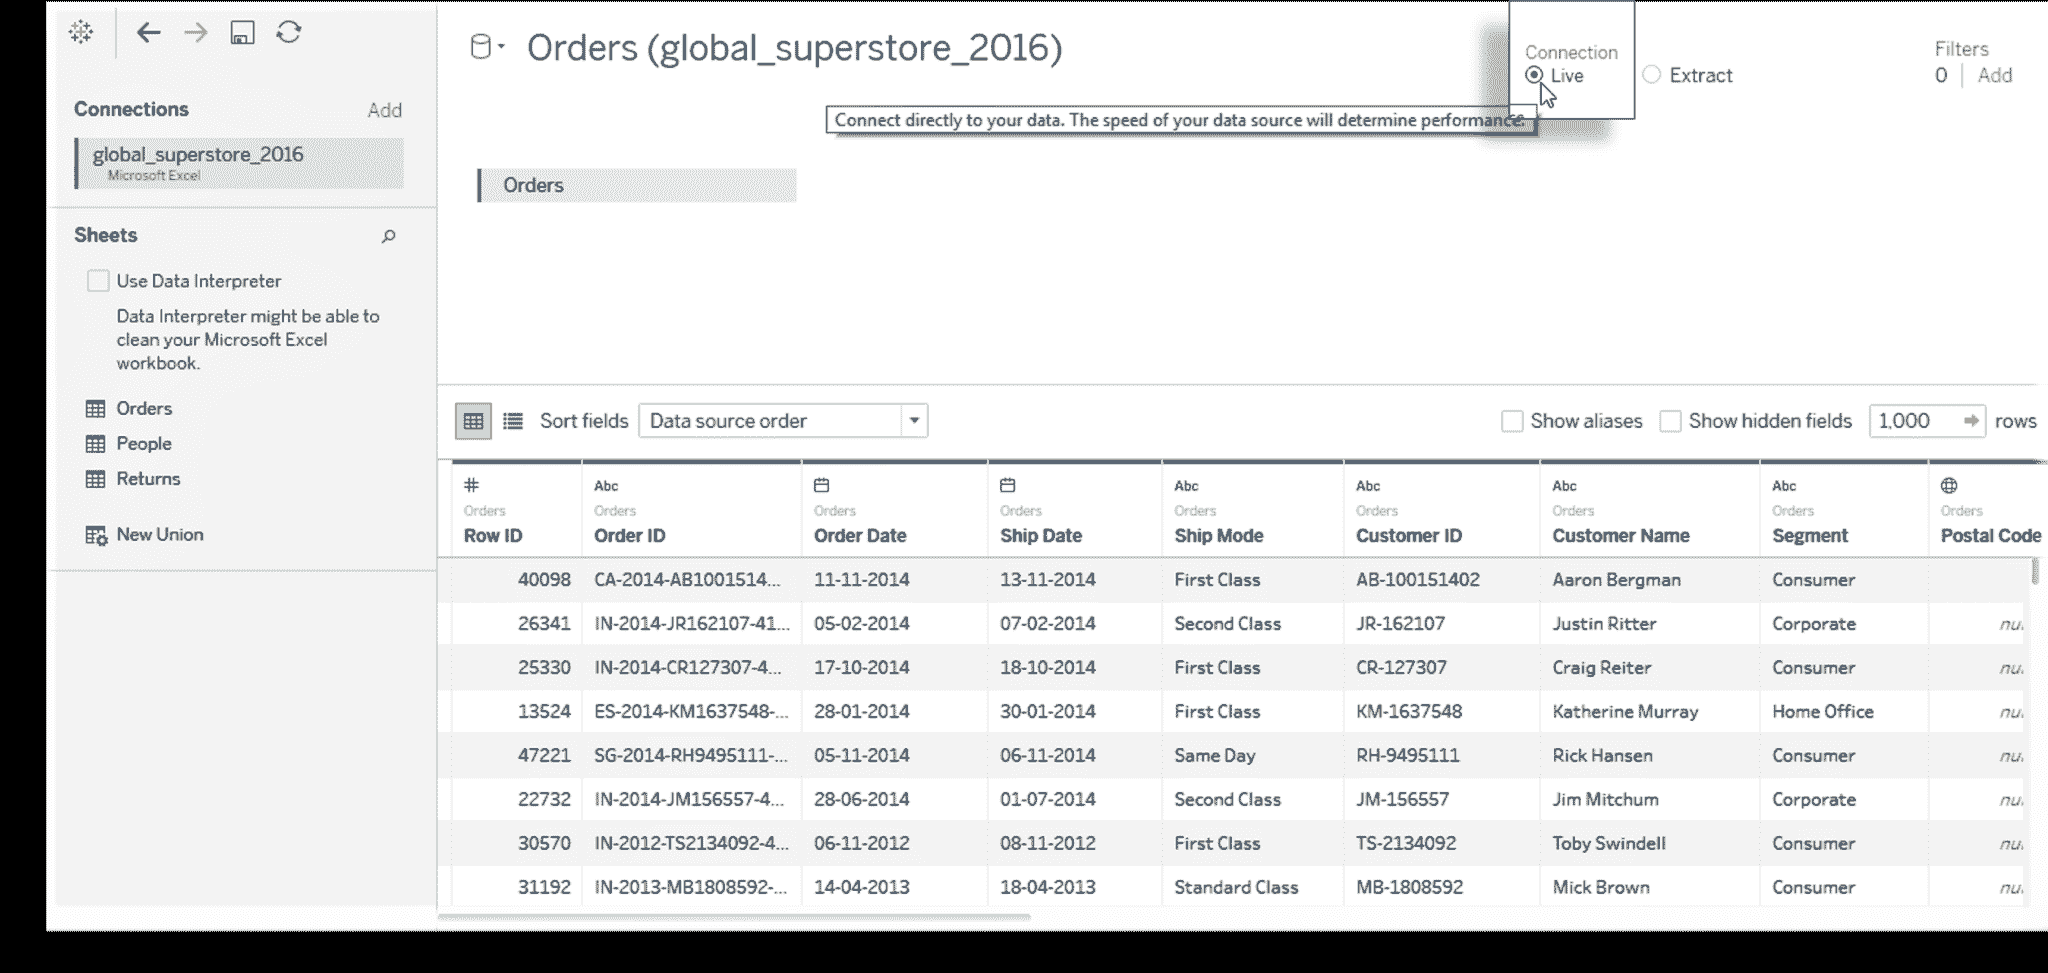 Orders (global_superstore_2016)
Connection
Live
Extract
Filters
0 Add
Connect directly to your data. The speed of your data source will determine performance.
Connections Add
global_superstore_2016
Microsoft Excel
Sheets
Use Data Interpreter
Data Interpreter might be able to
clean your Microsoft Excel
workbook.
Orders
People
Returns
New Union
Orders
Sort fields Data source order Show aliases Show hidden fields 1,000 rows
# Abc Abc Abc Abc Abc
Orders Orders Orders Orders Orders Orders Orders Orders Orders
Row ID Order ID Order Date Ship Date Ship Mode Customer ID Customer Name Segment Postal Code
40098 CA-2014-AB1001514... 11-11-2014 13-11-2014 First Class AB-100151402 Aaron Bergman Consumer
26341 IN-2014-JR162107-41... 05-02-2014 07-02-2014 Second Class JR-162107 Justin Ritter Corporate
25330 IN-2014-CR127307-4... 17-10-2014 18-10-2014 First Class CR-127307 Craig Reiter Consumer
13524 ES-2014-KM1637548-... 28-01-2014 30-01-2014 First Class KM-1637548 Katherine Murray Home Office
47221 SG-2014-RH9495111-... 05-11-2014 06-11-2014 Same Day RH-9495111 Rick Hansen Consumer
22732 IN-2014-JM156557-4... 28-06-2014 01-07-2014 Second Class JM-156557 Jim Mitchum Corporate
30570 IN-2012-TS2134092-4... 06-11-2012 08-11-2012 First Class TS-2134092 Toby Swindell Consumer
31192 IN-2013-MB1808592-... 14-04-2013 18-04-2013 Standard Class MB-1808592 Mick Brown Consumer